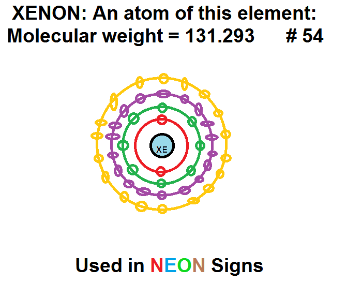 XENON: An atom of this element:
Molecular weight = 131.293 # 54
XE
Used in NEON Signs